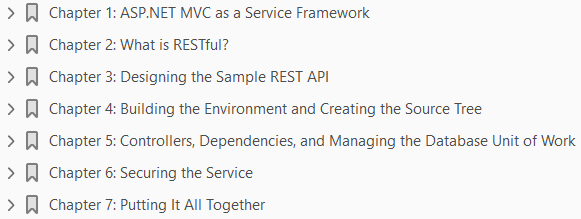 Chapter 1: ASP.NET MVC as a Service Framework
Chapter 2: What is RESTful?
Chapter 3: Designing the Sample REST API
Chapter 4: Building the Environment and Creating the Source Tree
Chapter 5: Controllers, Dependencies, and Managing the Database Unit of Work
Chapter 6: Securing the Service
Chapter 7: Putting It All Together